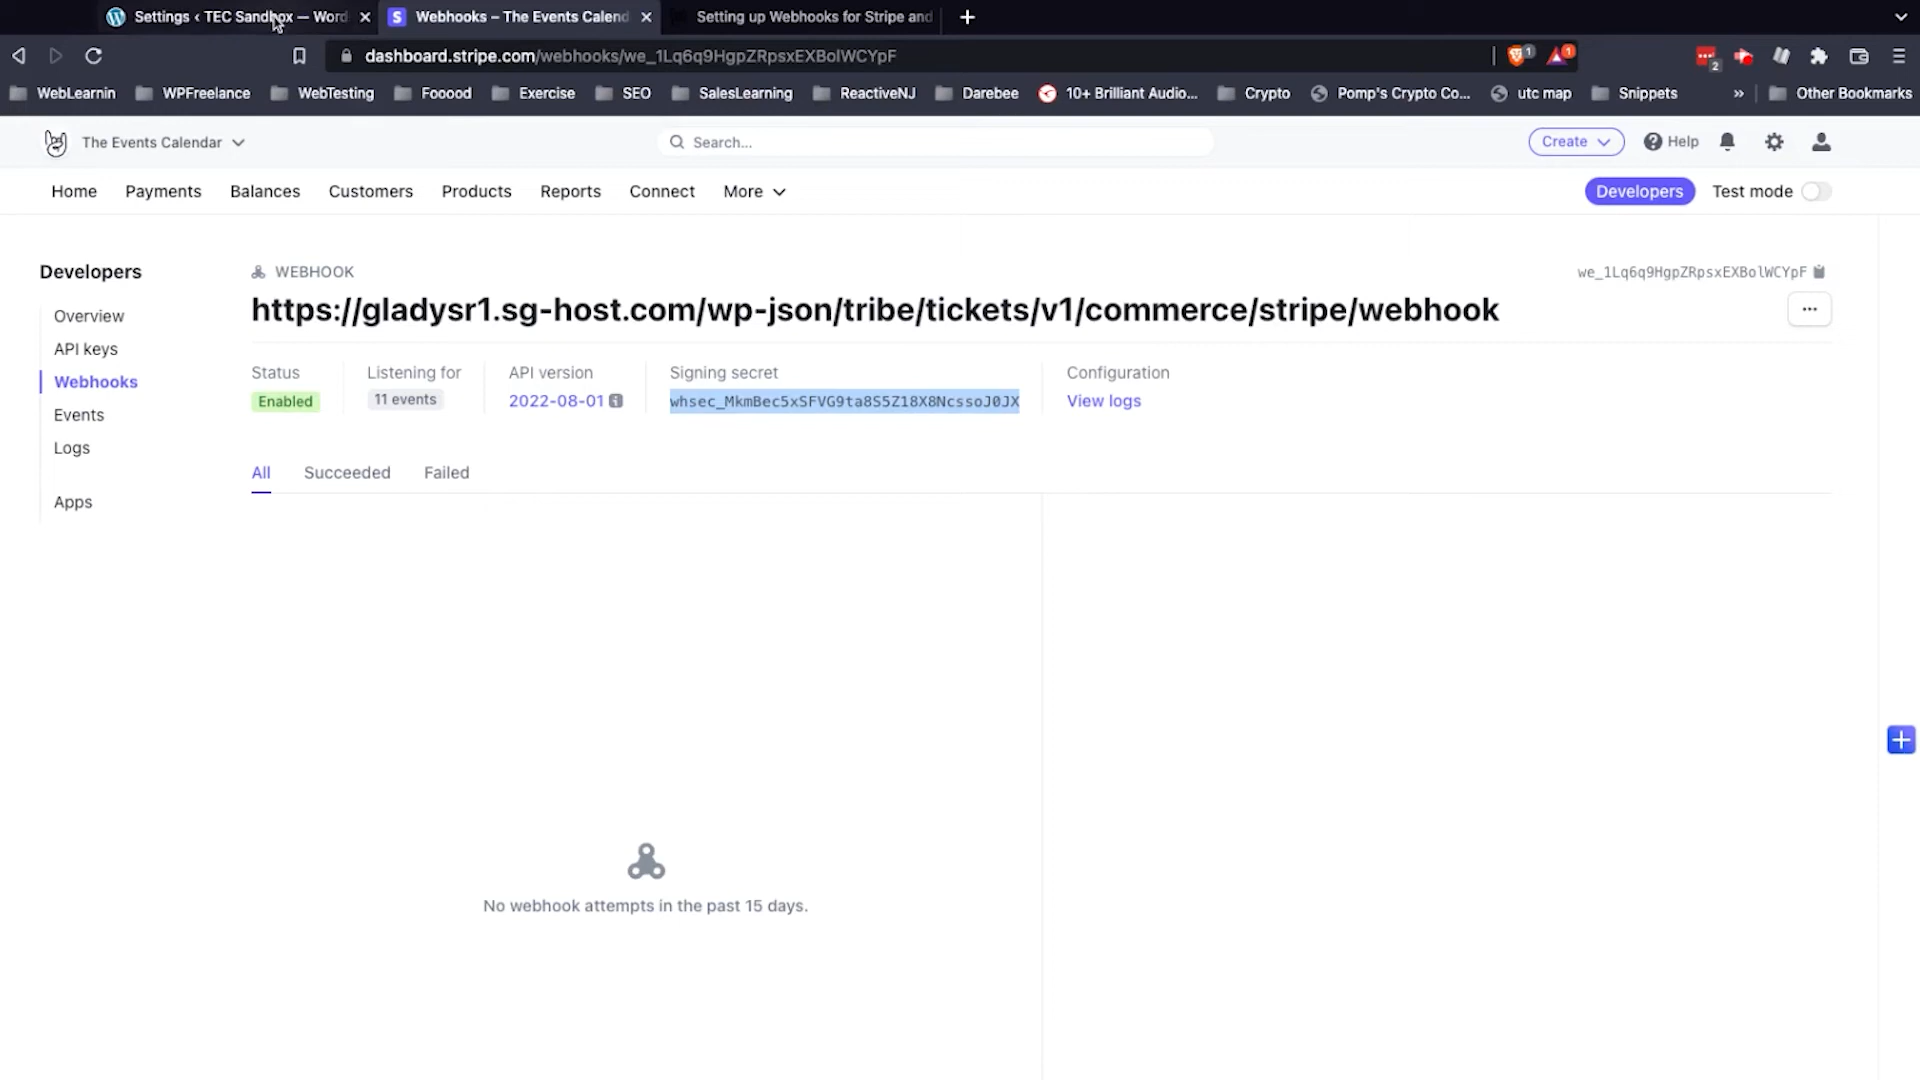 Settings ‹ TEC Sandbox — Word
Webhooks – The Events Calend
Setting up Webhooks for Stripe and
dashboard.stripe.com/webhooks/we_1Lq6q9HgpZRpsxEXBolWCYpF
1
1
2
WebLearnin
WPFreelance
WebTesting
Fooood
Exercise
SEO
SalesLearning
ReactiveNJ
Darebee
10+ Brilliant Audio...
Crypto
Pomp's Crypto Co...
utc map
Snippets
»
Other Bookmarks
The Events Calendar
Search...
Create
Help
Home
Payments
Balances
Customers
Products
Reports
Connect
More
Developers
Test mode
Developers
Overview
API keys
Webhooks
Events
Logs
Apps
WEBHOOK
we_1Lq6q9HgpZRpsxEXBolWCYpF
https://gladysr1.sg-host.com/wp-json/tribe/tickets/v1/commerce/stripe/webhook
Status
Enabled
Listening for
11 events
API version
2022-08-01
Signing secret
whsec_MkmBec5xSFVG9ta8S5Z18X8NcssoJ0JX
Configuration
View logs
All
Succeeded
Failed
No webhook attempts in the past 15 days.